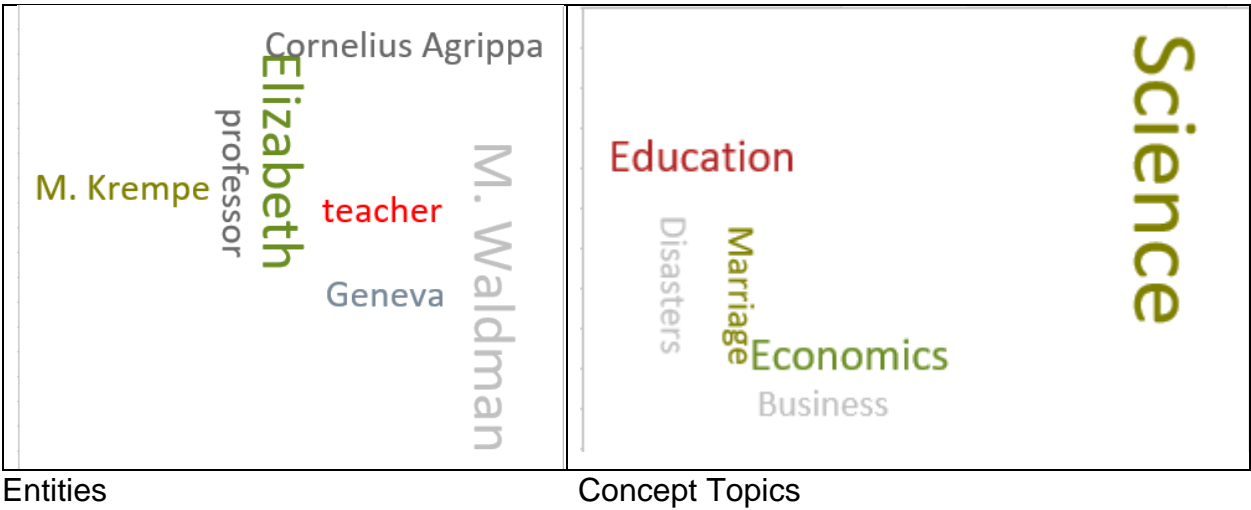 Cornelius Agrippa
Elizabeth
professor
M. Krempe
teacher
M. Waldman
Geneva
Science
Education
Disasters
Marriage
Economics
Business
Entities
Concept Topics